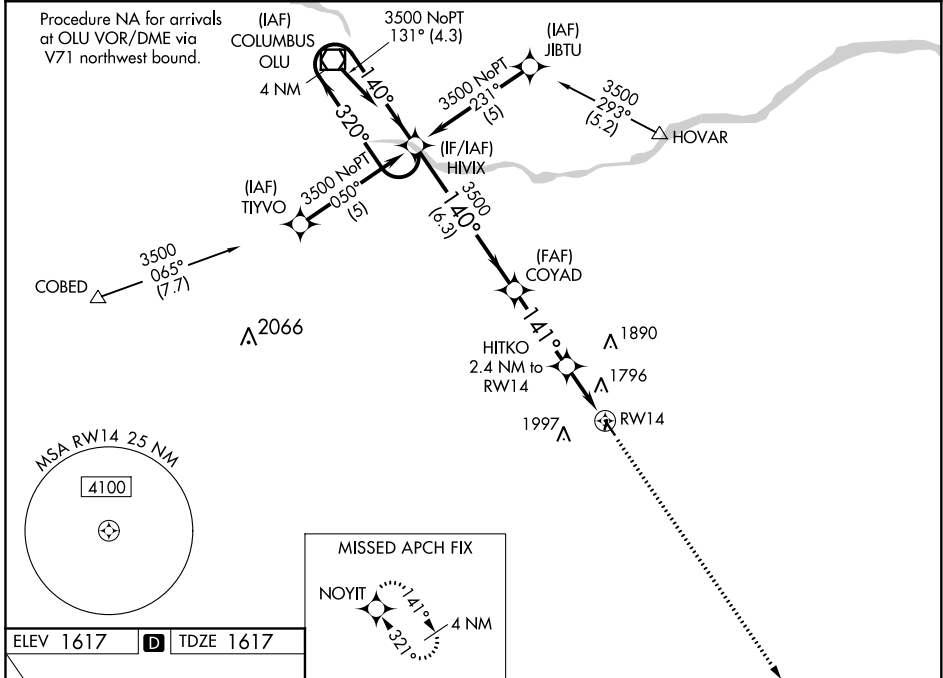 Procedure NA for arrivals
at OLU VOR/DME via
V71 northwest bound.
(IAF)
COLUMBUS
OLU
4 NM
3500 NoPT
131° (4.3)
140°
320°
(IAF)
JIBTU
3500 NoPT
231°
(5)
3500
293°
(5.2)
HOVAR
(IF/IAF)
HIVIX
(IAF)
TIYVO
3500 NoPT
050°
(5)
3500
140°
(6.3)
3500
065°
(7.7)
COBED
(FAF)
COYAD
141°
2066
HITKO
2.4 NM to
RW14
1890
1796
1997
RW14
MSA RW14 25 NM
4100
MISSED APCH FIX
NOYIT
141°
321°
4 NM
ELEV 1617
D
TDZE 1617